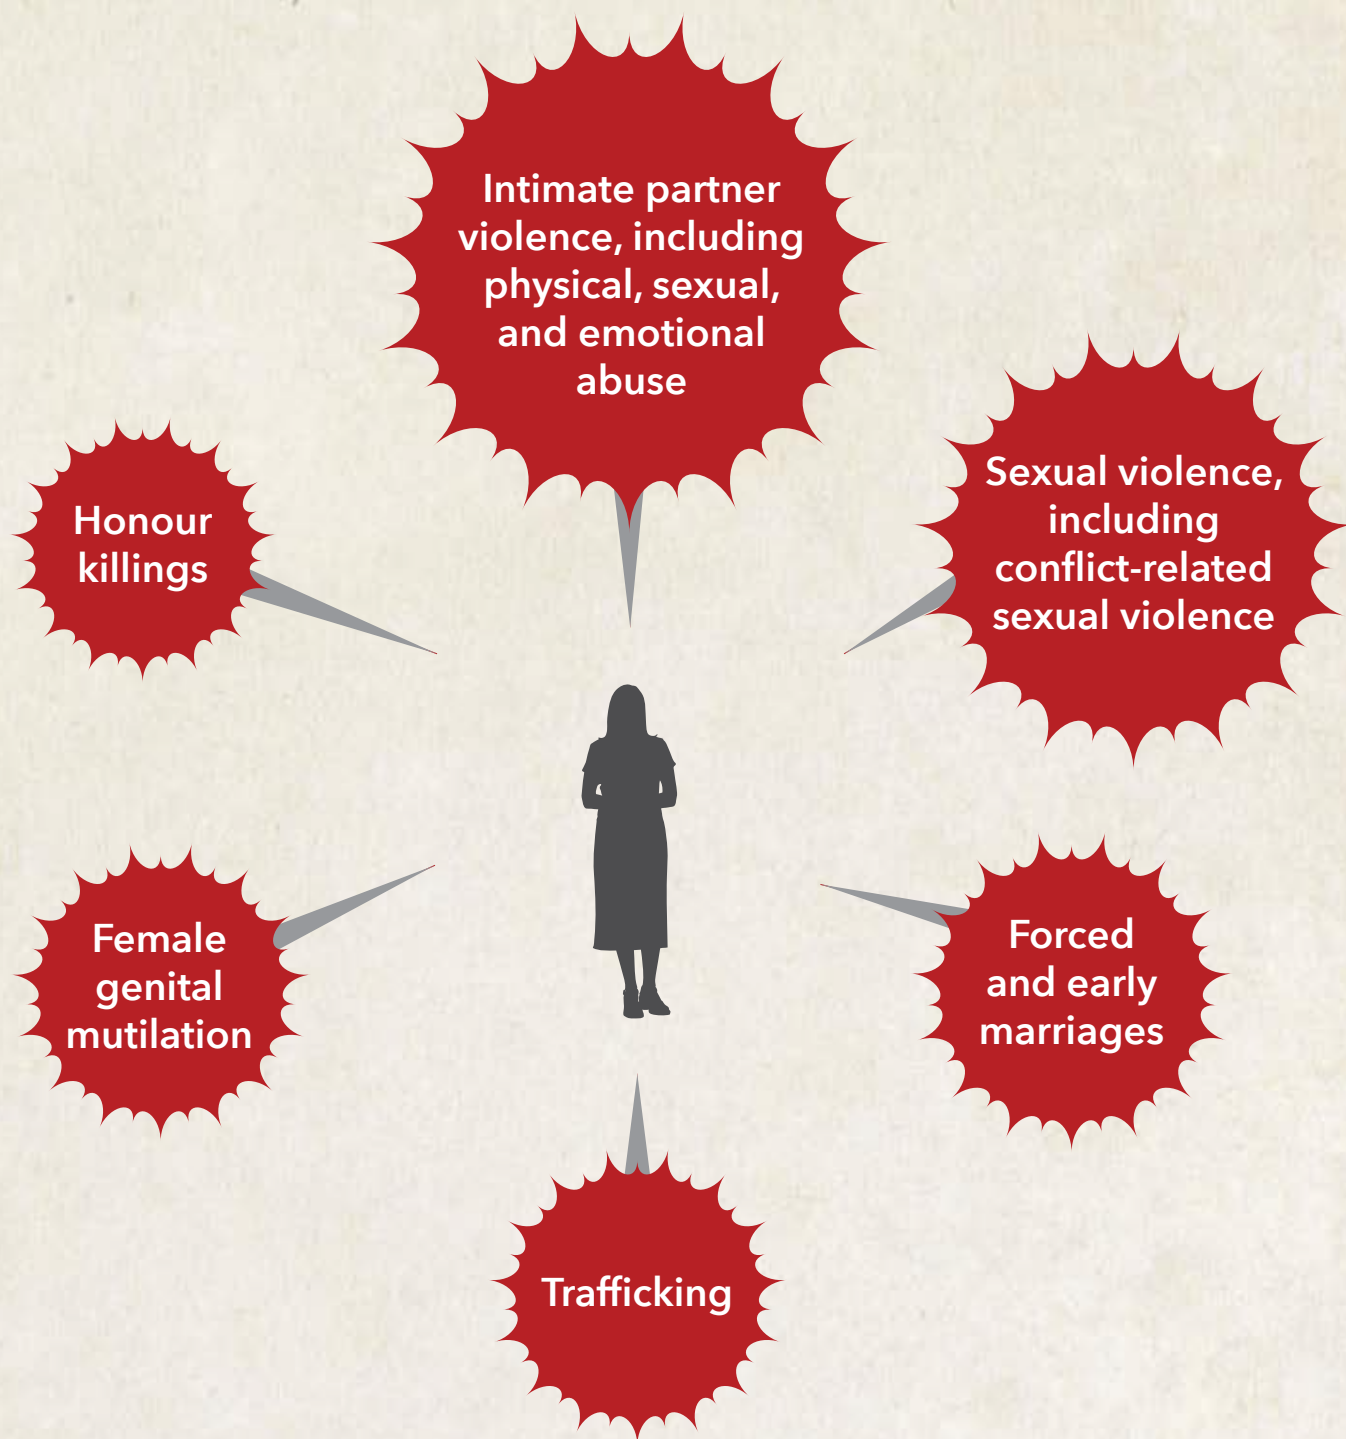 Intimate partner
violence, including
physical, sexual,
and emotional
abuse
Sexual violence,
including
conflict-related
sexual violence
Honour
killings
Female
genital
mutilation
Forced
and early
marriages
Trafficking